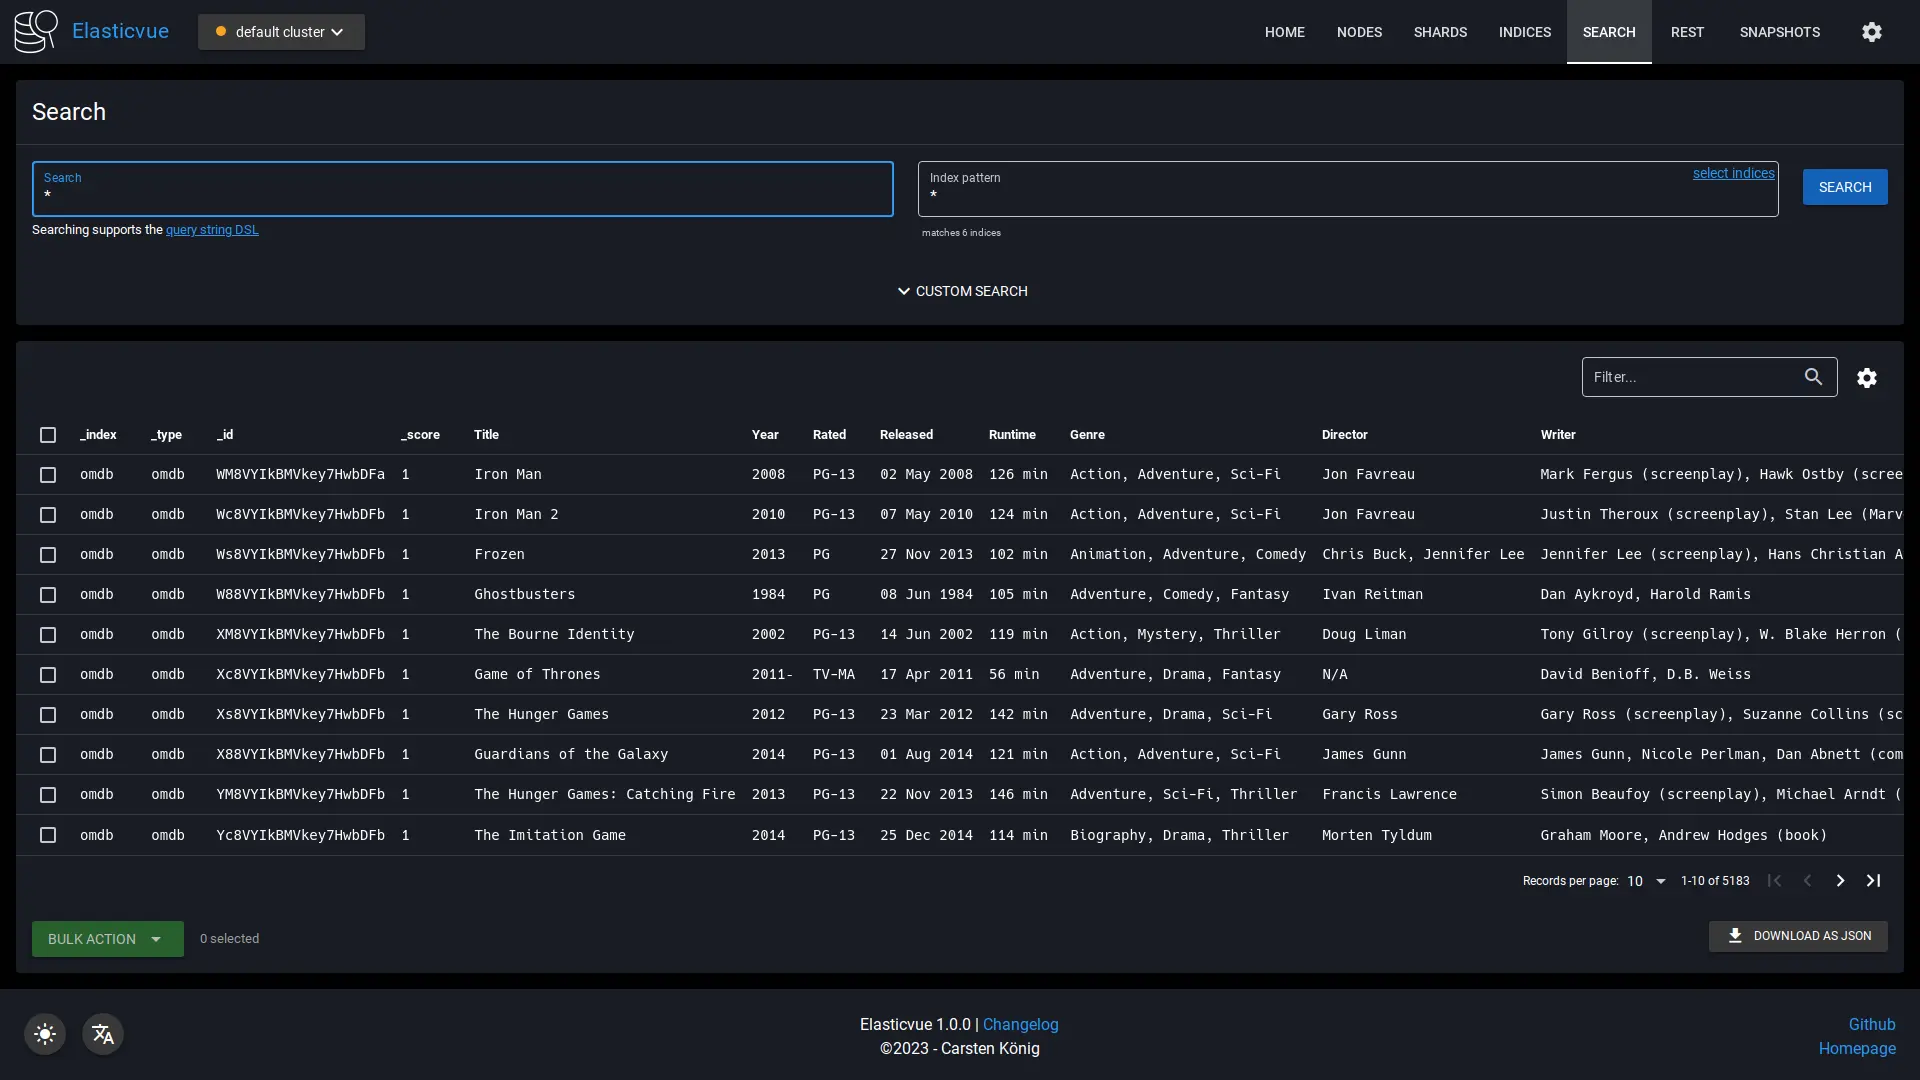 Elasticvue
default cluster
HOME NODES SHARDS INDICES SEARCH REST SNAPSHOTS
Search
Search
*
Index pattern
*
select indices
SEARCH
Searching supports the query string DSL
matches 6 indices
CUSTOM SEARCH
Filter...
_index _type _id _score Title Year Rated Released Runtime Genre Director Writer
omdb omdb WM8VYIkBMVkey7HwbDFa 1 Iron Man 2008 PG-13 02 May 2008 126 min Action, Adventure, Sci-Fi Jon Favreau Mark Fergus (screenplay), Hawk Ostby (scree
omdb omdb Wc8VYIkBMVkey7HwbDFb 1 Iron Man 2 2010 PG-13 07 May 2010 124 min Action, Adventure, Sci-Fi Jon Favreau Justin Theroux (screenplay), Stan Lee (Marv
omdb omdb Ws8VYIkBMVkey7HwbDFb 1 Frozen 2013 PG 27 Nov 2013 102 min Animation, Adventure, Comedy Chris Buck, Jennifer Lee Jennifer Lee (screenplay), Hans Christian A
omdb omdb W88VYIkBMVkey7HwbDFb 1 Ghostbusters 1984 PG 08 Jun 1984 105 min Adventure, Comedy, Fantasy Ivan Reitman Dan Aykroyd, Harold Ramis
omdb omdb XM8VYIkBMVkey7HwbDFb 1 The Bourne Identity 2002 PG-13 14 Jun 2002 119 min Action, Mystery, Thriller Doug Liman Tony Gilroy (screenplay), W. Blake Herron (
omdb omdb Xc8VYIkBMVkey7HwbDFb 1 Game of Thrones 2011- TV-MA 17 Apr 2011 56 min Adventure, Drama, Fantasy N/A David Benioff, D.B. Weiss
omdb omdb Xs8VYIkBMVkey7HwbDFb 1 The Hunger Games 2012 PG-13 23 Mar 2012 142 min Adventure, Drama, Sci-Fi Gary Ross Gary Ross (screenplay), Suzanne Collins (sc
omdb omdb X88VYIkBMVkey7HwbDFb 1 Guardians of the Galaxy 2014 PG-13 01 Aug 2014 121 min Action, Adventure, Sci-Fi James Gunn James Gunn, Nicole Perlman, Dan Abnett (com
omdb omdb YM8VYIkBMVkey7HwbDFb 1 The Hunger Games: Catching Fire 2013 PG-13 22 Nov 2013 146 min Adventure, Sci-Fi, Thriller Francis Lawrence Simon Beaufoy (screenplay), Michael Arndt (
omdb omdb Yc8VYIkBMVkey7HwbDFb 1 The Imitation Game 2014 PG-13 25 Dec 2014 114 min Biography, Drama, Thriller Morten Tyldum Graham Moore, Andrew Hodges (book)
Records per page: 10 1-10 of 5183
BULK ACTION 0 selected DOWNLOAD AS JSON
Elasticvue 1.0.0 | Changelog
©2023 - Carsten König
Github
Homepage